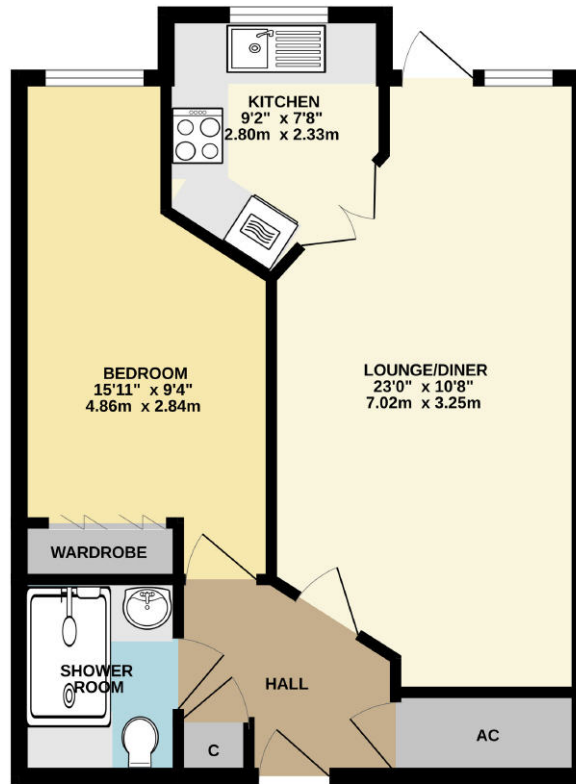 KITCHEN
9'2" x 7'8"
2.80m x 2.33m
BEDROOM
15'11" x 9'4"
4.86m x 2.84m
LOUNGE/DINER
23'0" x 10'8"
7.02m x 3.25m
WARDROBE
SHOWER
ROOM
HALL
C
AC